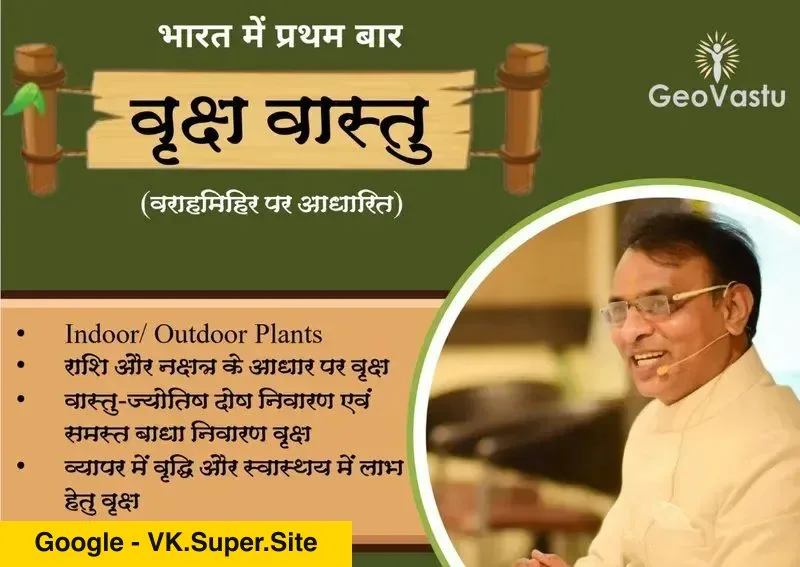 भारत में प्रथम बार
GeoVastu
वृक्ष वास्तु
(वराहमिहिर पर आधारित)
• Indoor/ Outdoor Plants
• राशि और नक्षत्र के आधार पर वृक्ष
• वास्तु-ज्योतिष दोष निवारण एवं
समस्त बाधा निवारण वृक्ष
• व्यापर में वृद्धि और स्वास्थय में लाभ
हेतु वृक्ष
Google - VK.Super.Site